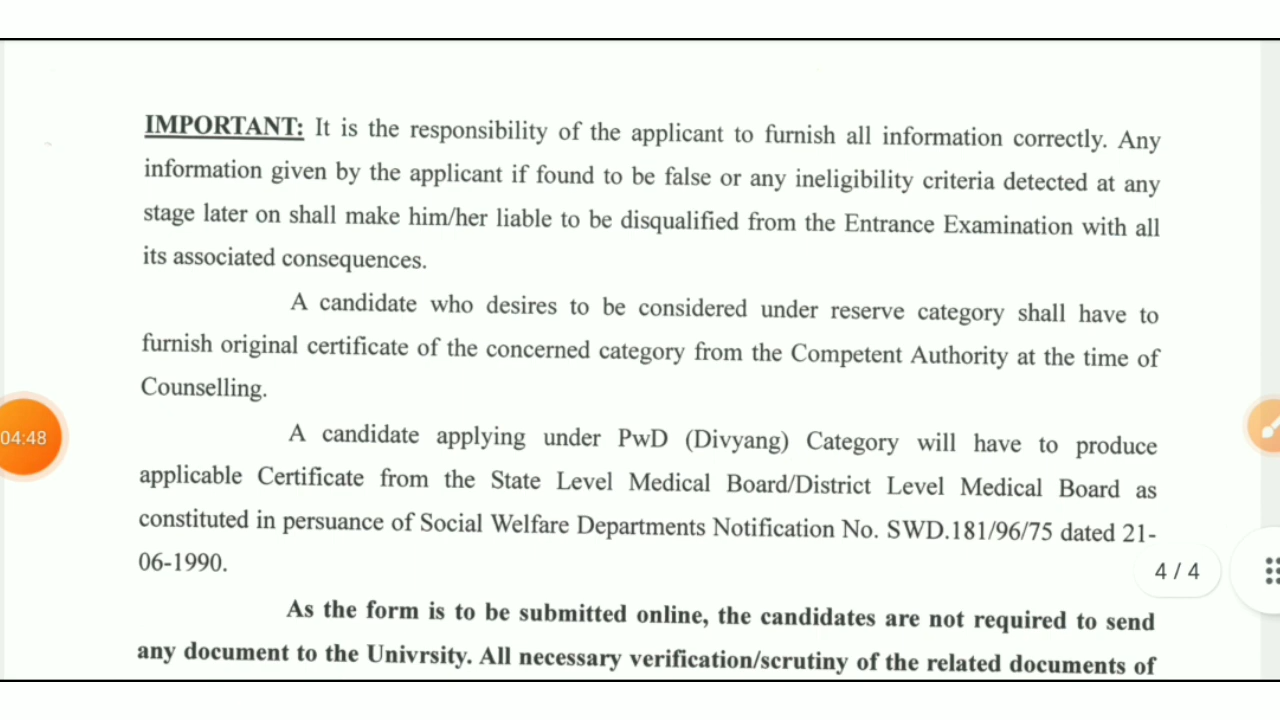 IMPORTANT: It is the responsibility of the applicant to furnish all information correctly. Any
information given by the applicant if found to be false or any ineligibility criteria detected at any
stage later on shall make him/her liable to be disqualified from the Entrance Examination with all
its associated consequences.
A candidate who desires to be considered under reserve category shall have to
furnish original certificate of the concerned category from the Competent Authority at the time of
Counselling.
04:48
A candidate applying under PwD (Divyang) Category will have to produce
applicable Certificate from the State Level Medical Board/District Level Medical Board as
constituted in persuance of Social Welfare Departments Notification No. SWD.181/96/75 dated 21-
06-1990.
4 / 4
As the form is to be submitted online, the candidates are not required to send
any document to the Univrsity. All necessary verification/scrutiny of the related documents of